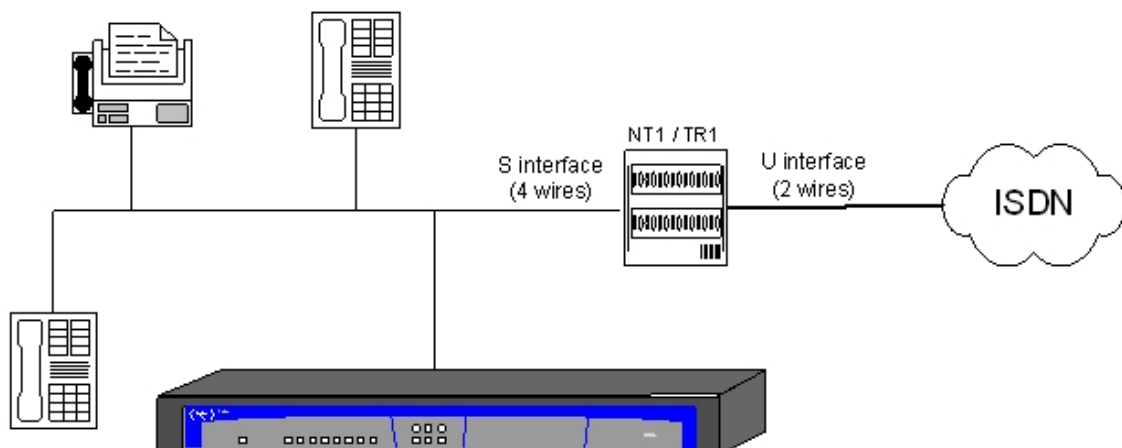 NT1 / TR1
S interface
(4 wires)
U interface
(2 wires)
ISDN